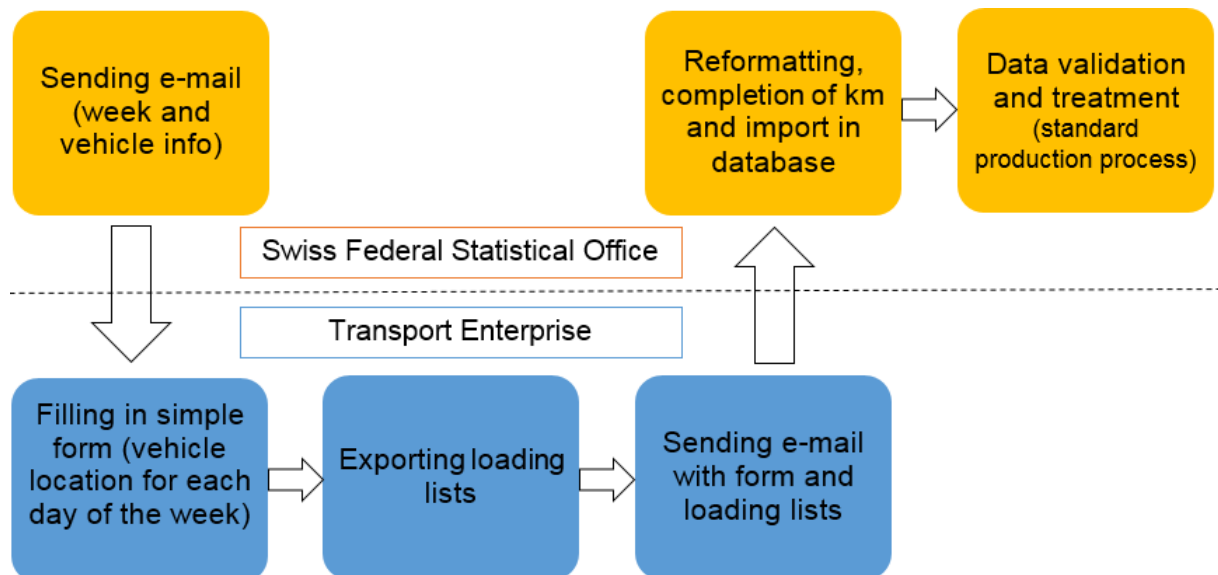 Sending e-mail
(week and
vehicle info)
Reformatting,
completion of km
and import in
database
Data validation
and treatment
(standard
production process)
Swiss Federal Statistical Office
Transport Enterprise
Filling in simple
form (vehicle
location for each
day of the week)
Exporting loading
lists
Sending e-mail
with form and
loading lists